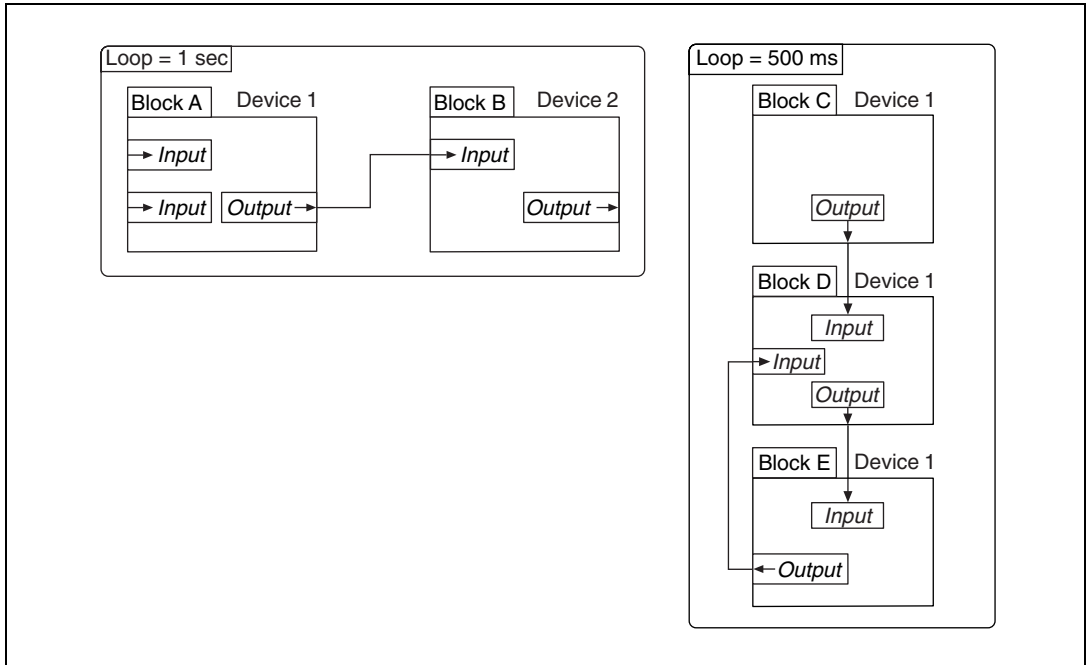 Loop = 1 sec
Block A
Device 1
Input
Input
Output
Block B
Device 2
Input
Output
Loop = 500 ms
Block C
Device 1
Output
Block D
Device 1
Input
Input
Output
Block E
Device 1
Input
Output